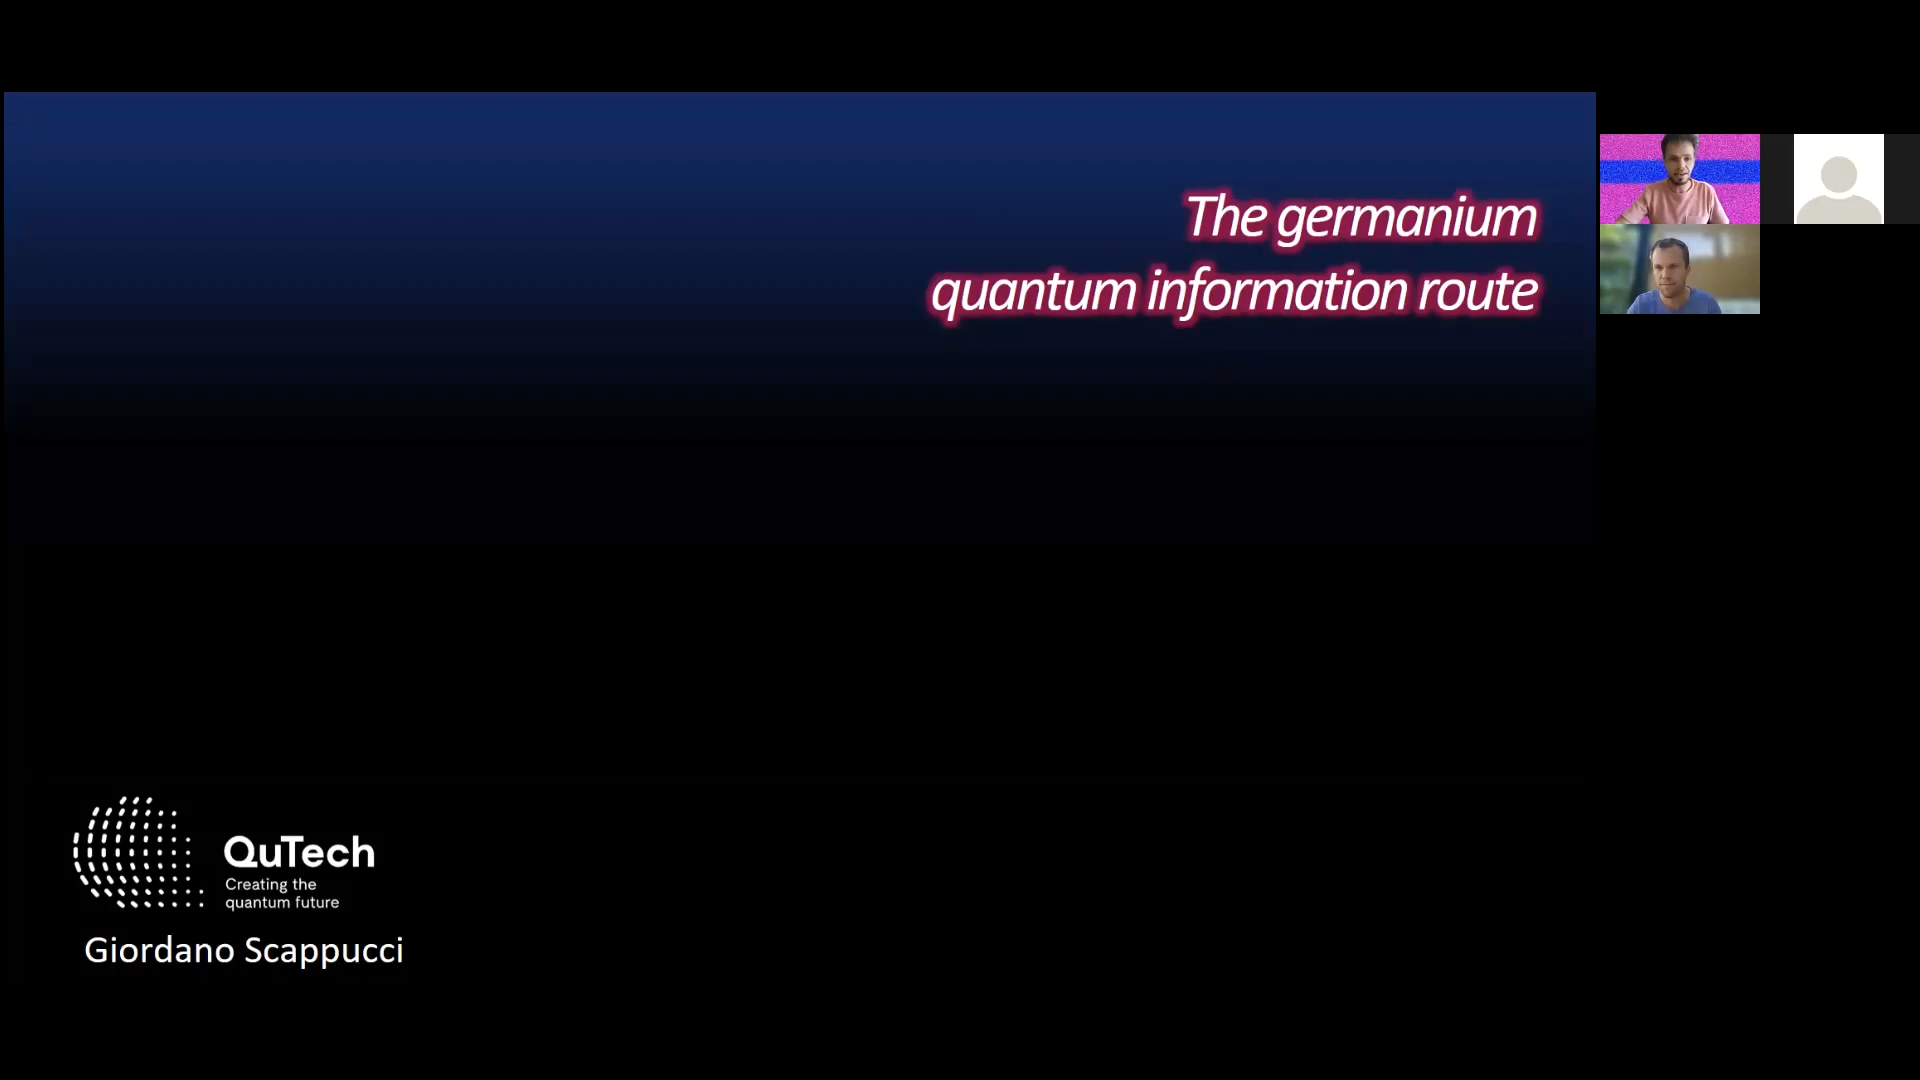 The germanium
quantum information route
QuTech
Creating the
quantum future
Giordano Scappucci